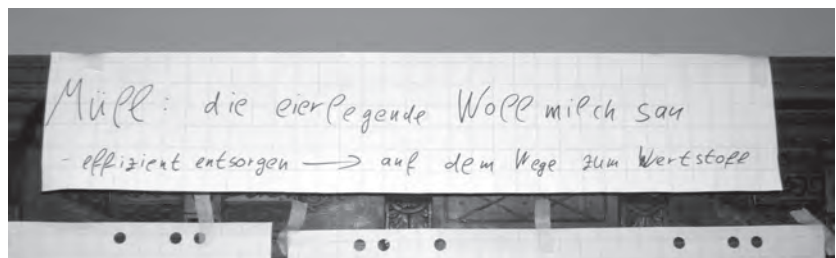 Müll: die eierlegende Wollmilchsau
- effizient entsorgen → auf dem Wege zum Wertstoff